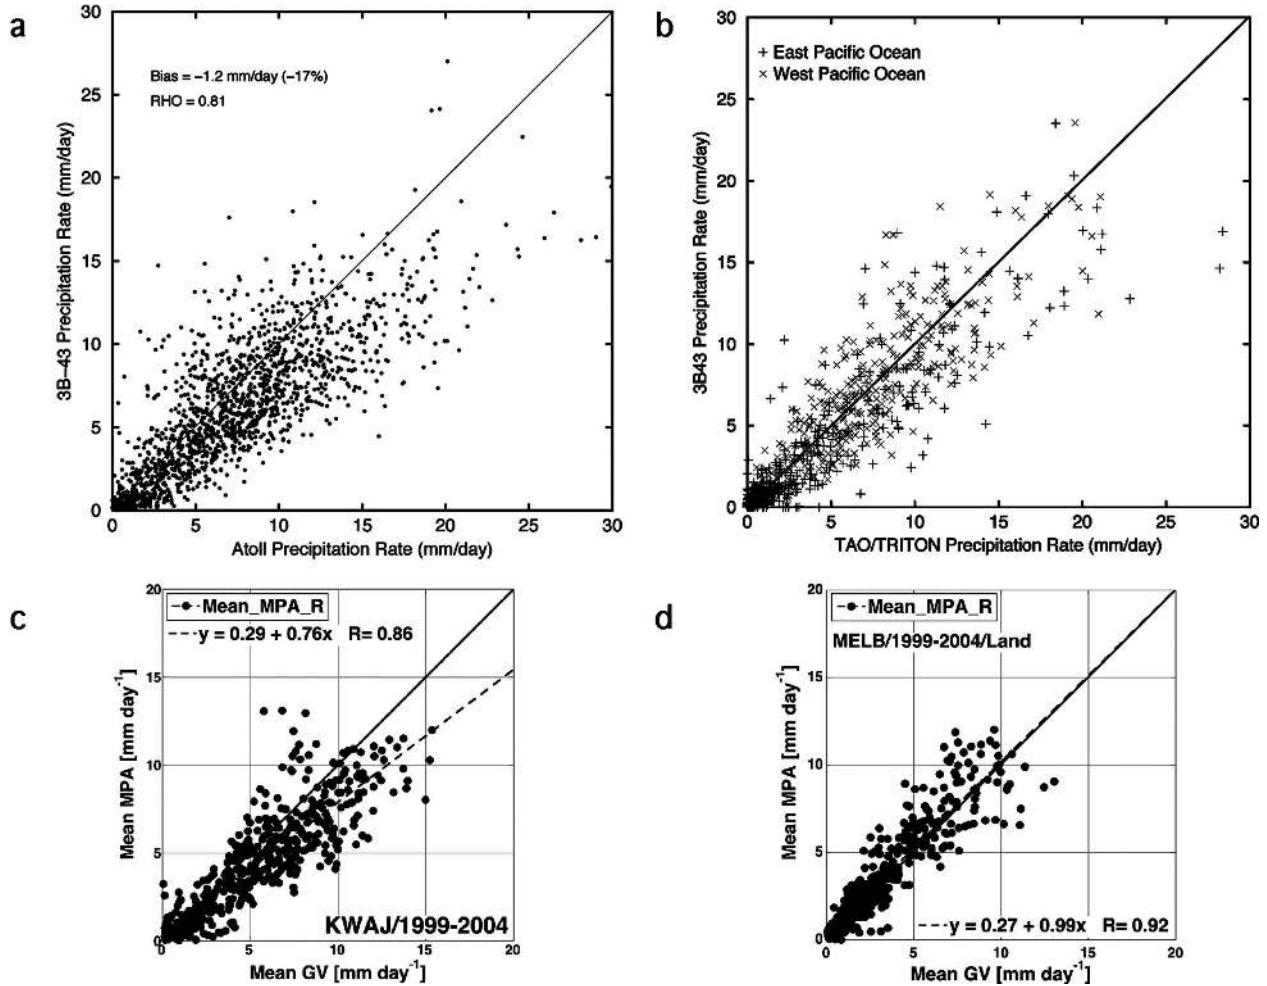 a
30
25
20
15
10
5
0
3B-43 Precipitation Rate (mm/day)
Bias = -1.2 mm/day (-17%)
RHO = 0.81
0 5 10 15 20 25 30
Atoll Precipitation Rate (mm/day)
b
30
25
20
15
10
5
0
3B43 Precipitation Rate (mm/day)
+ East Pacific Ocean
× West Pacific Ocean
0 5 10 15 20 25 30
TAO/TRITON Precipitation Rate (mm/day)
c
20
15
10
5
0
Mean MPA [mm day⁻¹]
Mean_MPA_R
y = 0.29 + 0.76x R= 0.86
KWAJ/1999-2004
0 5 10 15 20
Mean GV [mm day⁻¹]
d
20
15
10
5
0
Mean MPA [mm day⁻¹]
Mean_MPA_R
MELB/1999-2004/Land
y = 0.27 + 0.99x R= 0.92
0 5 10 15 20
Mean GV [mm day⁻¹]